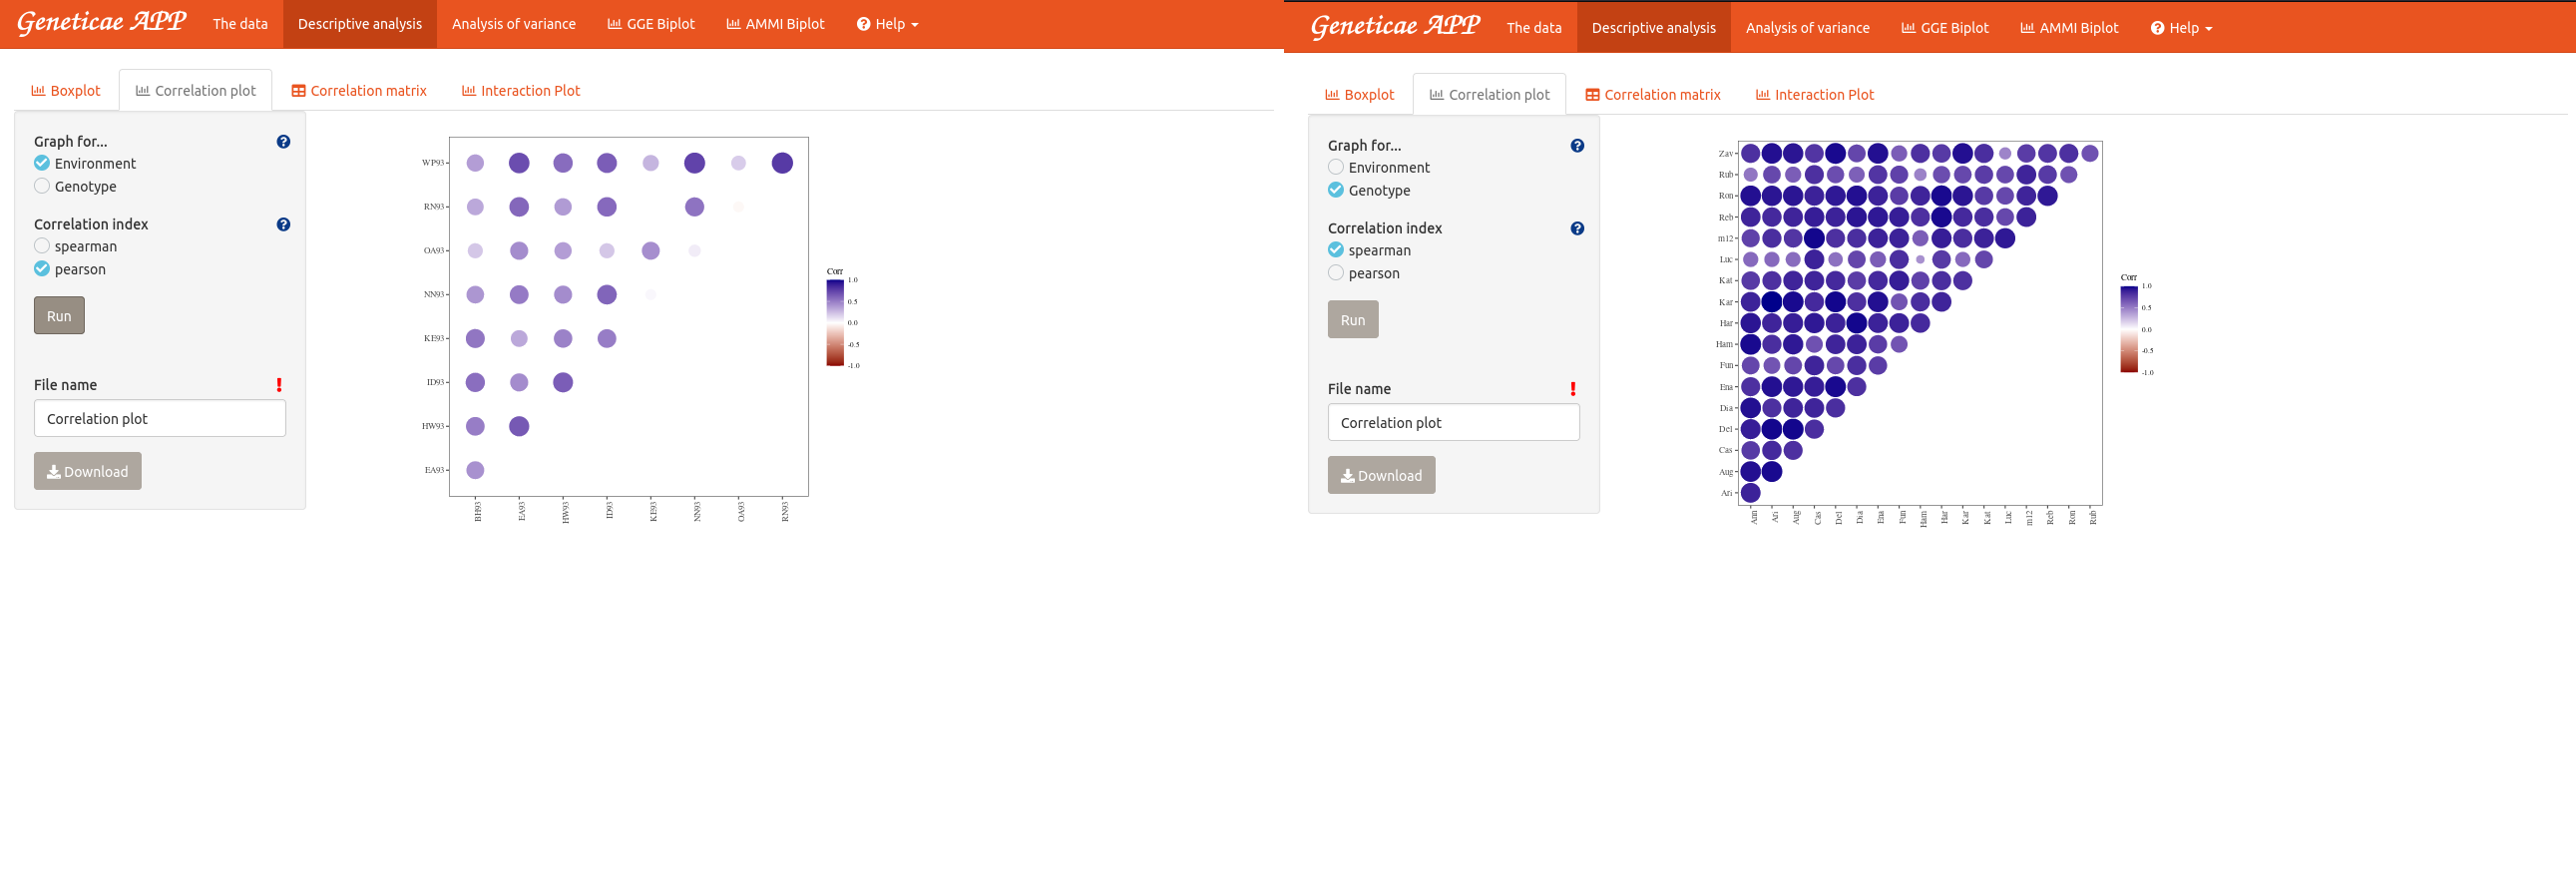 Geneticae APP The data Descriptive analysis Analysis of variance GGE Biplot AMMI Biplot Help
Boxplot Correlation plot Correlation matrix Interaction Plot
Graph for...
Environment
Genotype
Correlation index
spearman
pearson
Run
File name
Correlation plot
Download
WP93
RN93
OA93
NN93
KE93
ID93
HW93
EA93
BH93 EA93 HW93 ID93 KE93 NN93 OA93 RN93
Corr
1.0
0.5
0.0
-0.5
-1.0
Geneticae APP The data Descriptive analysis Analysis of variance GGE Biplot AMMI Biplot Help
Boxplot Correlation plot Correlation matrix Interaction Plot
Graph for...
Environment
Genotype
Correlation index
spearman
pearson
Run
File name
Correlation plot
Download
Zav
Rub
Ron
Reb
m12
Luc
Kat
Kar
Har
Ham
Fun
Ena
Dia
Del
Cas
Aug
Ari
Ann Ari Aug Cas Del Dia Ena Fun Ham Har Kar Kat Luc m12 Reb Ron Rub
Corr
1.0
0.5
0.0
-0.5
-1.0